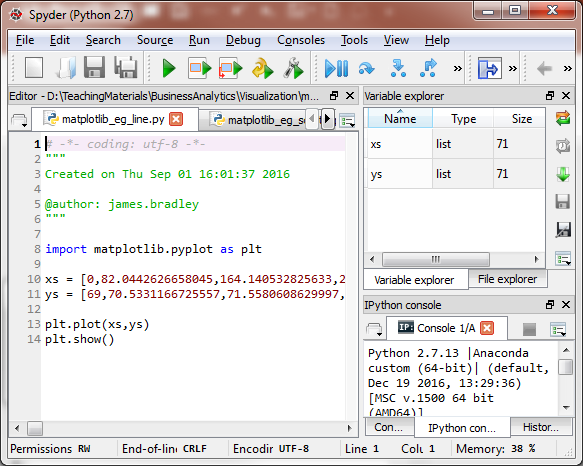 Spyder (Python 2.7)
File Edit Search Source Run Debug Consoles Tools View Help
Editor - D:\TeachingMaterials\BusinessAnalytics\Visualization\m...
matplotlib_eg_line.py
1 # -*- coding: utf-8 -*-
2 """
3 Created on Thu Sep 01 16:01:37 2016
4
5 @author: james.bradley
6 """
7
8 import matplotlib.pyplot as plt
9
10 xs = [0,82.0442626658045,164.140532825633,2
11 ys = [69,70.5331166725557,71.5580608629997,
12
13 plt.plot(xs,ys)
14 plt.show()
Variable explorer
Name Type Size
xs list 71
ys list 71
Variable explorer File explorer
IPython console
IP: Console 1/A
Python 2.7.13 |Anaconda
custom (64-bit)| (default,
Dec 19 2016, 13:29:36)
[MSC v.1500 64 bit
(AMD64)]
Con... IPython con... Histor...
Permissions RW End-of-line CRLF Encodir UTF-8 Line 1 Colu 1 Memory: 38 %